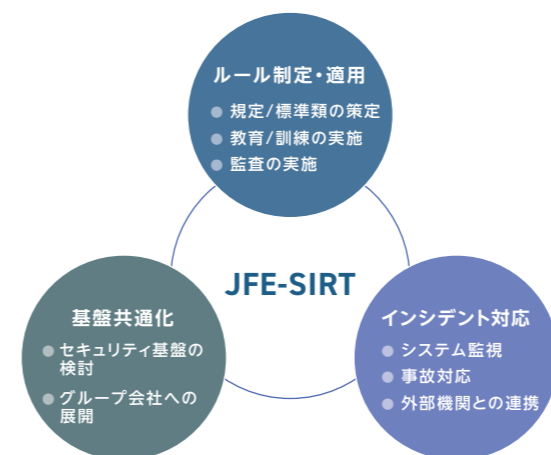 ルール制定・適用
規定/標準類の策定
教育/訓練の実施
監査の実施
JFE-SIRT
基盤共通化
セキュリティ基盤の
検討
グループ会社への
展開
インシデント対応
システム監視
事故対応
外部機関との連携